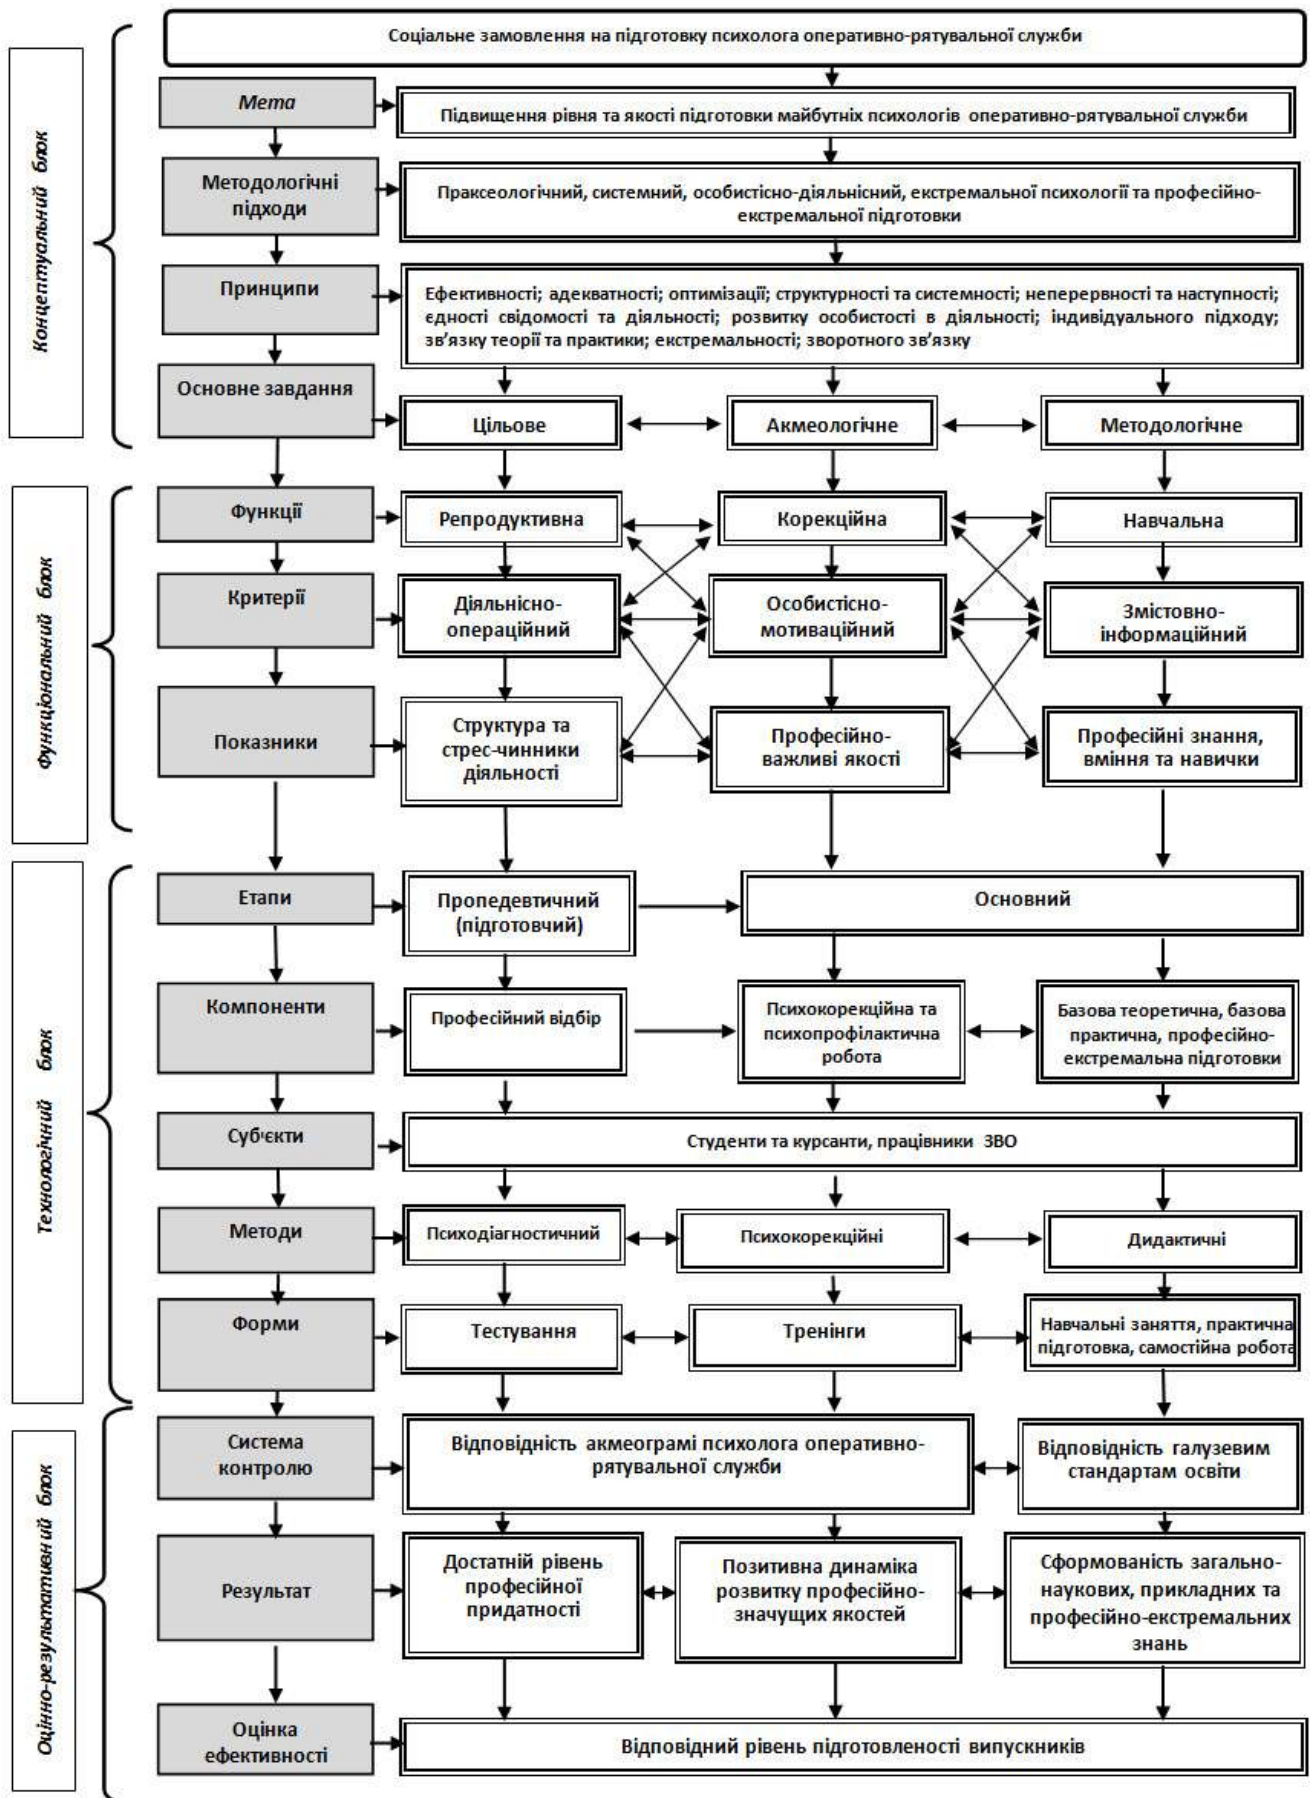 Соціальне замовлення на підготовку психолога оперативно-рятувальної служби
Концептуальний блок
Мета
Підвищення рівня та якості підготовки майбутніх психологів оперативно-рятувальної служби
Методологічні
підходи
Праксеологічний, системний, особистісно-діяльнісний, екстремальної психології та професійно-
екстремальної підготовки
Принципи
Ефективності; адекватності; оптимізації; структурності та системності; неперервності та наступності;
єдності свідомості та діяльності; розвитку особистості в діяльності; індивідуального підходу;
зв'язку теорії та практики; екстремальності; зворотного зв'язку
Основне завдання
Цільове
Акмеологічне
Методологічне
Функціональний блок
Функції
Репродуктивна
Корекційна
Навчальна
Критерії
Діяльнісно-
операційний
Особистісно-
мотиваційний
Змістовно-
інформаційний
Показники
Структура та
стрес-чинники
діяльності
Професійно-
важливі якості
Професійні знання,
вміння та навички
Технологічний блок
Етапи
Пропедевтичний
(підготовчий)
Основний
Компоненти
Професійний відбір
Психокорекційна та
психопрофілактична
робота
Базова теоретична, базова
практична, професійно-
екстремальна підготовки
Суб'єкти
Студенти та курсанти, працівники ЗВО
Методи
Психодіагностичний
Психокорекційні
Дидактичні
Форми
Тестування
Тренінги
Навчальні заняття, практична
підготовка, самостійна робота
Оцінно-результативний блок
Система
контролю
Відповідність акмеограмі психолога оперативно-
рятувальної служби
Відповідність галузевим
стандартам освіти
Результат
Достатній рівень
професійної
придатності
Позитивна динаміка
розвитку професійно-
значущих якостей
Сформованість загально-
наукових, прикладних та
професійно-екстремальних
знань
Оцінка
ефективності
Відповідний рівень підготовленості випускників